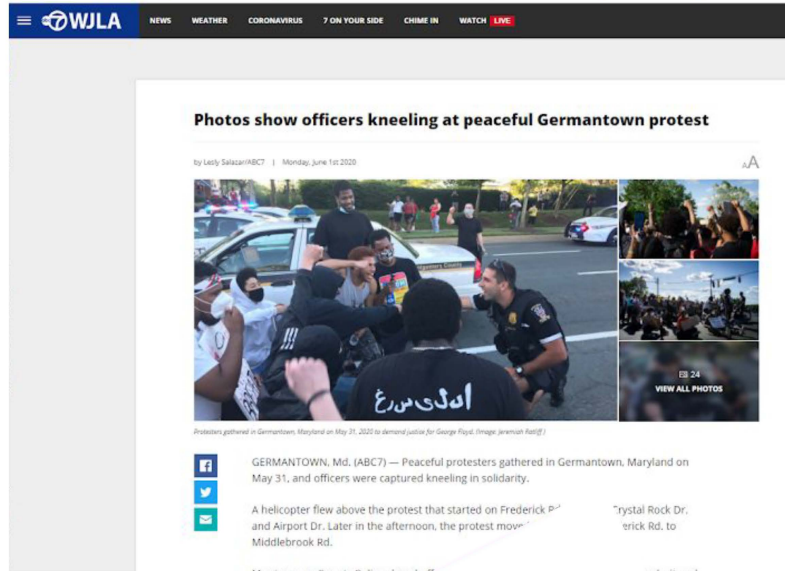 7 WJLA
NEWS WEATHER CORONAVIRUS 7 ON YOUR SIDE CHIME IN WATCH LIVE
Photos show officers kneeling at peaceful Germantown protest
by Lesly Salazar/ABC7 | Monday, June 1st 2020
AA
24
VIEW ALL PHOTOS
Protesters gathered in Germantown, Maryland on May 31, 2020 to demand justice for George Floyd. (Image: Jeremiah Ratliff)
GERMANTOWN, Md. (ABC7) — Peaceful protesters gathered in Germantown, Maryland on
May 31, and officers were captured kneeling in solidarity.
A helicopter flew above the protest that started on Frederick Crystal Rock Dr.
and Airport Dr. Later in the afternoon, the protest Rd. to
Middlebrook Rd.